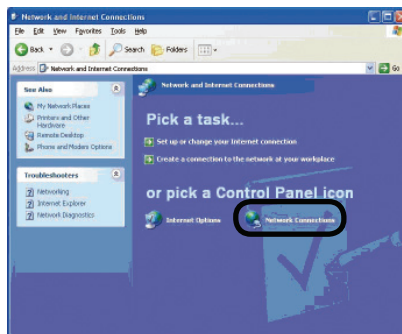 Network and Internet Connections
File Edit View Favorites Tools Help
Back Search Folders
Address Network and Internet Connections Go
See Also
My Network Places
Printers and Other Hardware
Remote Desktop
Phone and Modem Options
Troubleshooters
Networking
Internet Explorer
Network Diagnostics
Network and Internet Connections
Pick a task...
Set up or change your Internet connection
Create a connection to the network at your workplace
or pick a Control Panel icon
Internet Options Network Connections